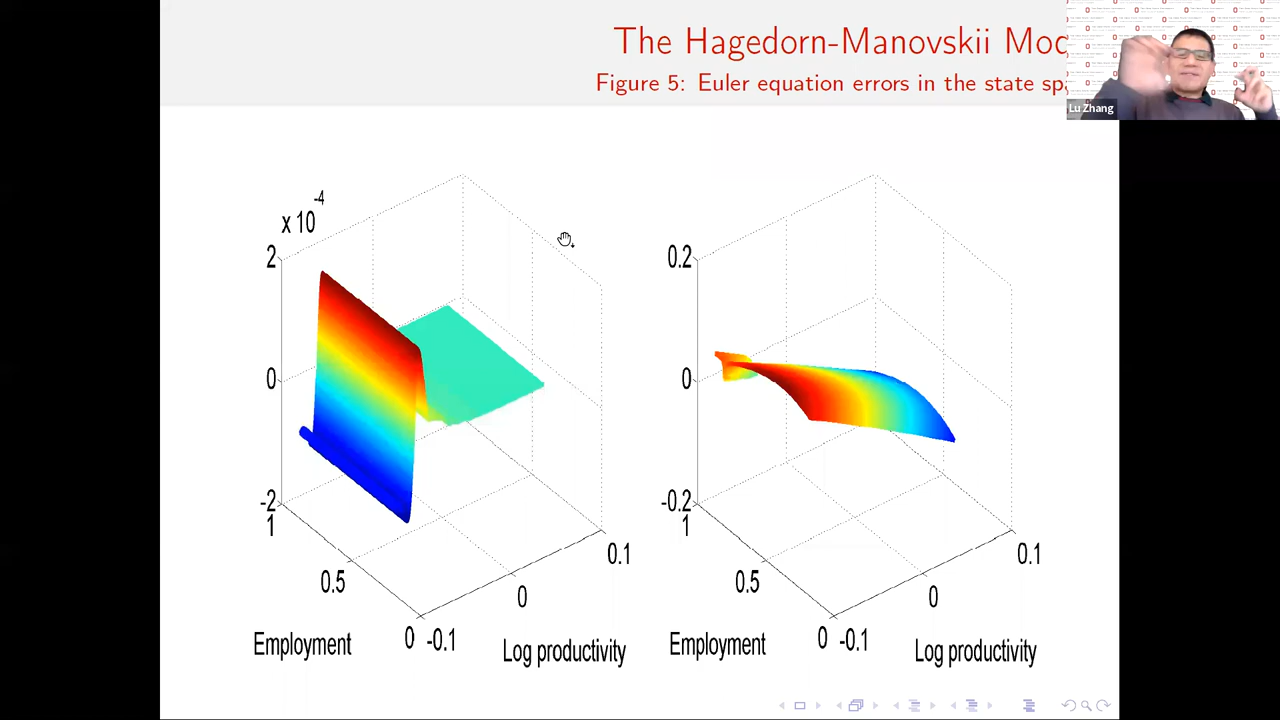 The Hagedorn-Manovskii Mod
Figure 5: Euler equation errors in the state sp
Lu Zhang
x 10
-4
2
0
-2
1
0.5
0
-0.1
0
0.1
Employment
Log productivity
0.2
0
-0.2
1
0.5
0
-0.1
0
0.1
Employment
Log productivity